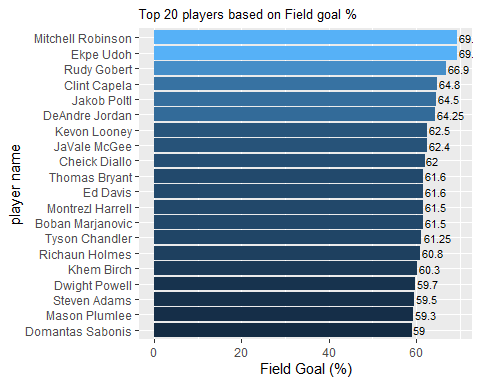 Top 20 players based on Field goal %
player name
Mitchell Robinson 69.
Ekpe Udoh 69.
Rudy Gobert 66.9
Clint Capela 64.8
Jakob Poltl 64.5
DeAndre Jordan 64.25
Kevon Looney 62.5
JaVale McGee 62.4
Cheick Diallo 62
Thomas Bryant 61.6
Ed Davis 61.6
Montrezl Harrell 61.5
Boban Marjanovic 61.5
Tyson Chandler 61.25
Richaun Holmes 60.8
Khem Birch 60.3
Dwight Powell 59.7
Steven Adams 59.5
Mason Plumlee 59.3
Domantas Sabonis 59
0 20 40 60
Field Goal (%)